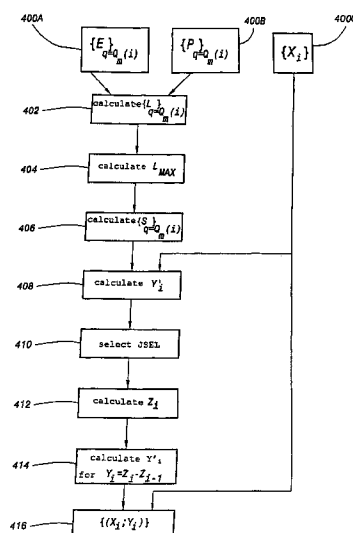 400A
400B
400C
{E}q=Qm(i)
{P}q=Qm(i)
{Xi}
402
calculate{L}q=Qm(i)
404
calculate LMAX
406
calculate{S}q=Qm(i)
408
calculate Y'i
410
select JSEL
412
calculate Zi
414
calculate Y'i
for Yi=Zi-Zi-1
416
{(Xi;Yi)}